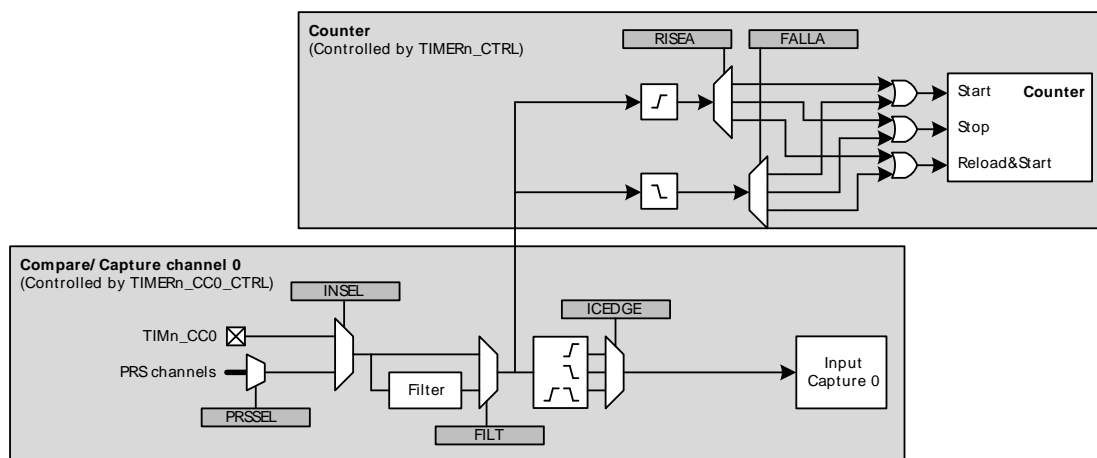 Counter
(Controlled by TIMERn_CTRL)
RISEA
FALLA
Start
Counter
Stop
Reload&Start
Compare/ Capture channel 0
(Controlled by TIMERn_CC0_CTRL)
INSEL
ICEDGE
TIMn_CC0
PRS channels
Filter
Input
Capture 0
PRSSEL
FILT